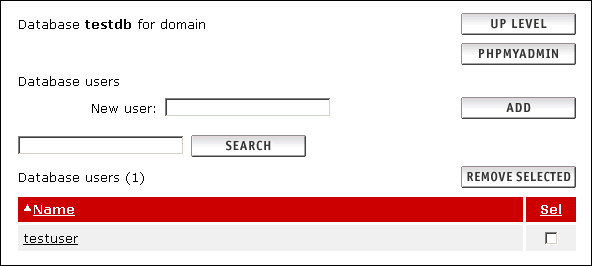 Database testdb for domain
UP LEVEL
PHPMYADMIN
Database users
New user:
ADD
SEARCH
Database users (1)
REMOVE SELECTED
Name Sel
testuser